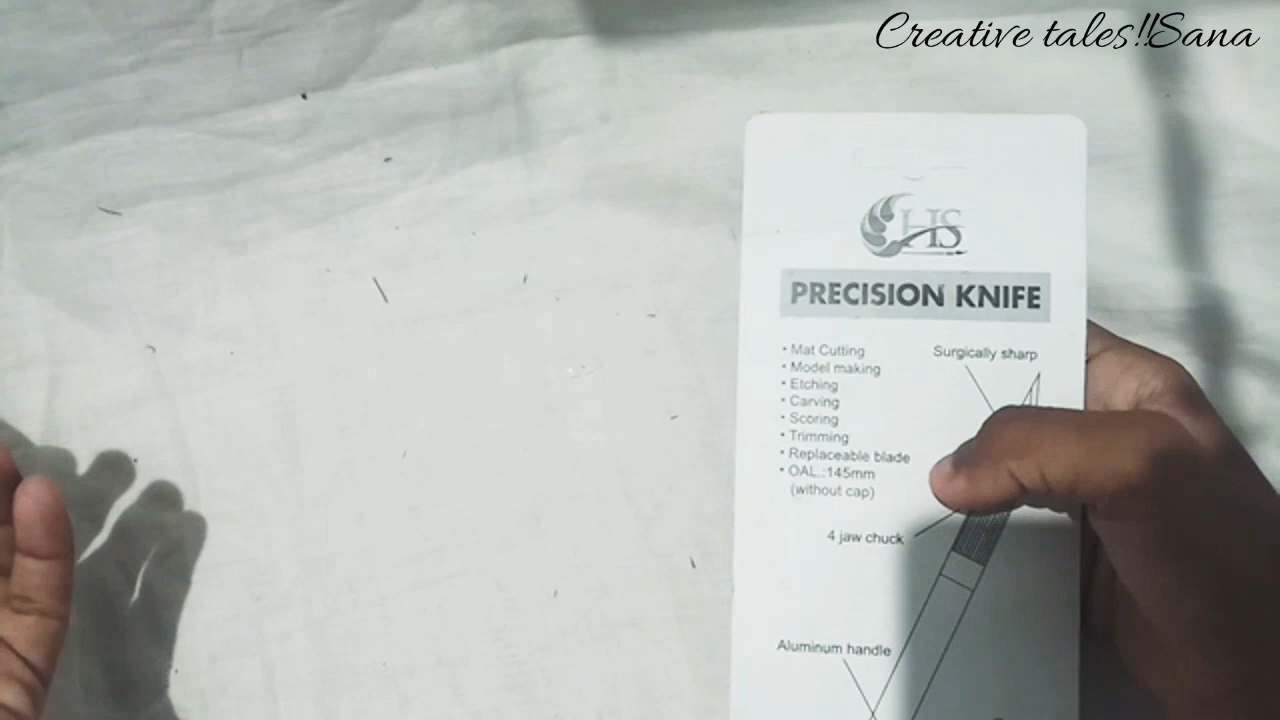 Creative tales!!Sana
HS
PRECISION KNIFE
• Mat Cutting
• Model making
• Etching
• Carving
• Scoring
• Trimming
• Replaceable blade
• OAL.:145mm
(without cap)
Surgically sharp
4 jaw chuck
Aluminum handle